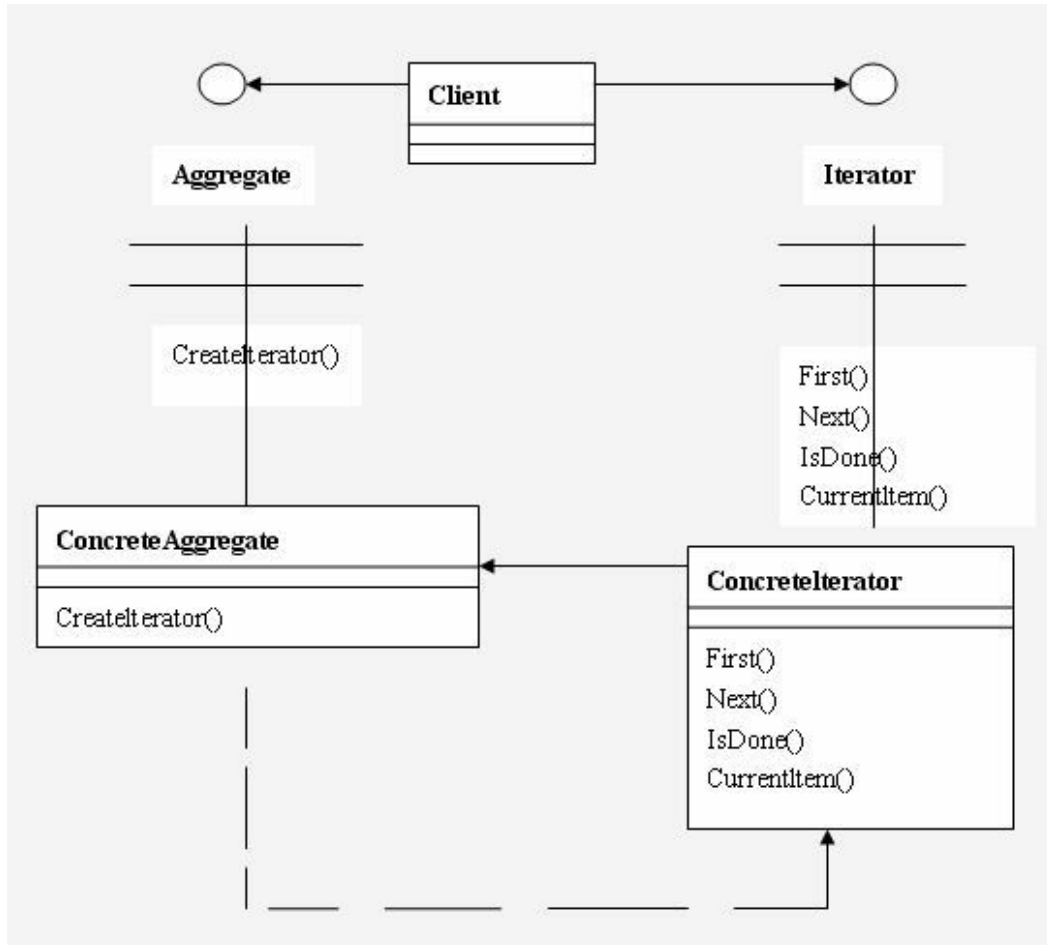 Client
Aggregate
Iterator
CreateIterator()
First()
Next()
IsDone()
CurrentItem()
ConcreteAggregate
CreateIterator()
ConcreteIterator
First()
Next()
IsDone()
CurrentItem()